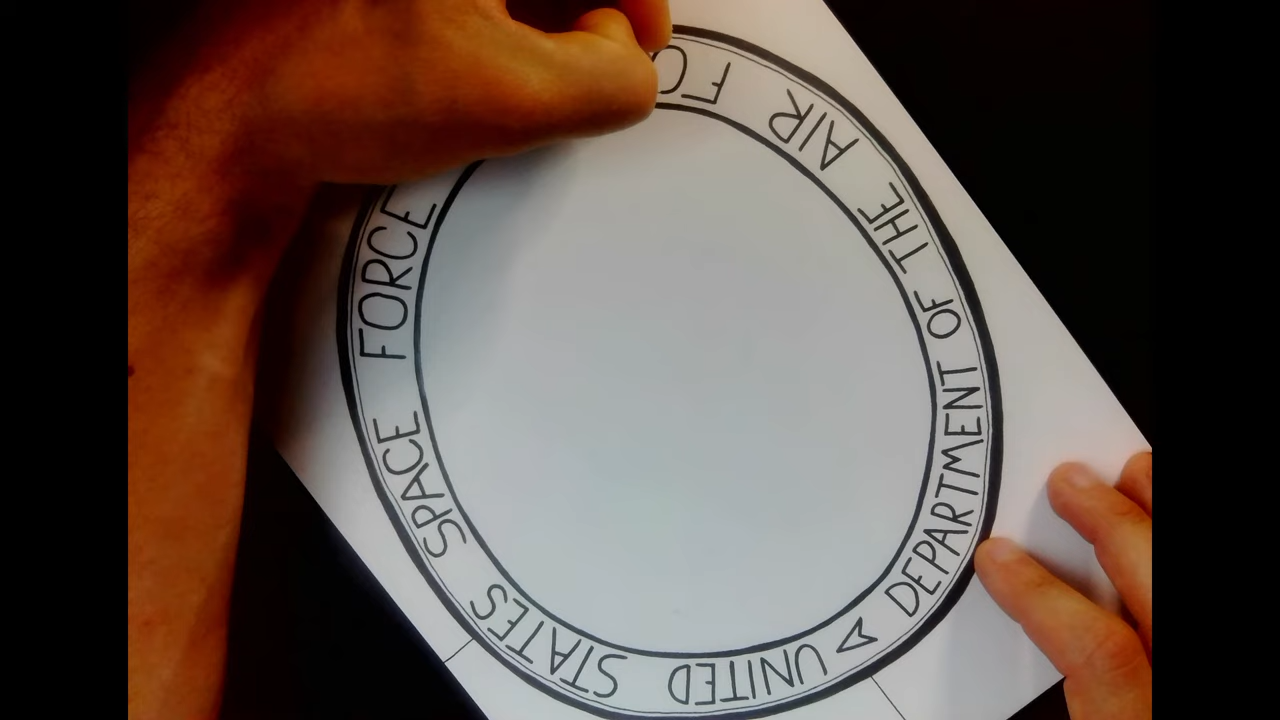 DEPARTMENT OF THE AIR FO
UNITED STATES SPACE FORCE